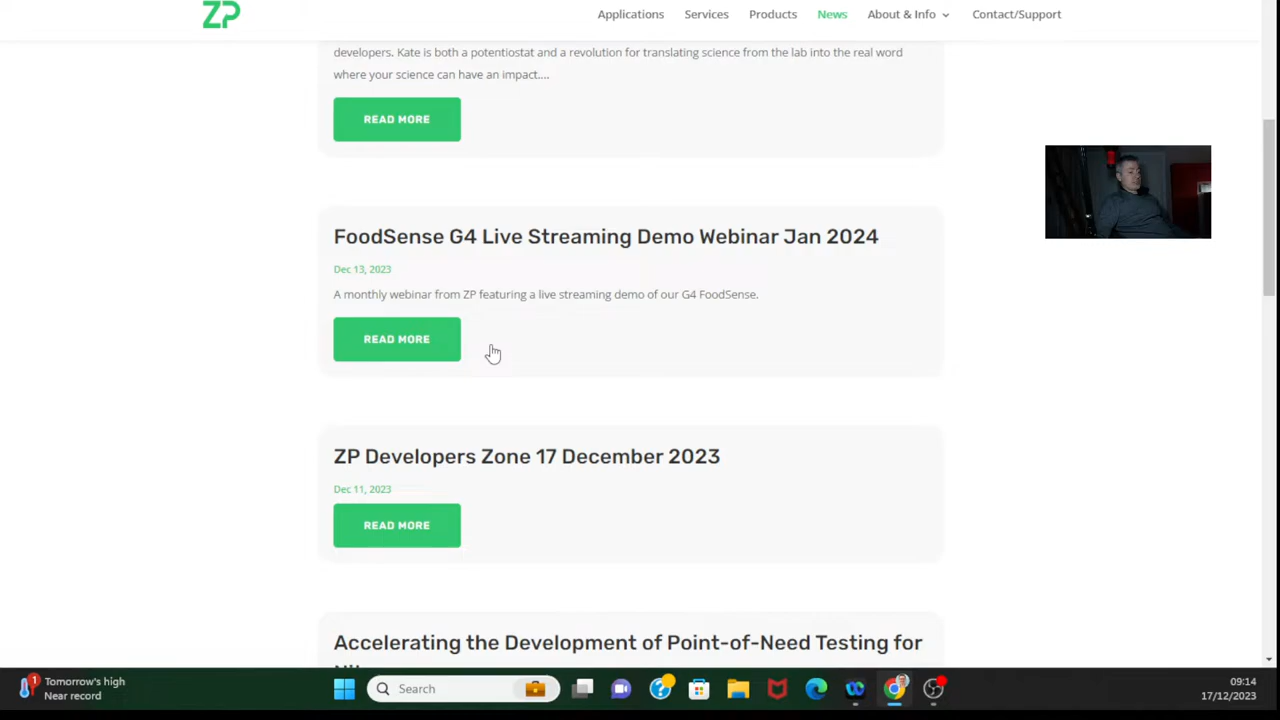 ZP
Applications Services Products News About & Info Contact/Support
developers. Kate is both a potentiostat and a revolution for translating science from the lab into the real word
where your science can have an impact....
READ MORE
FoodSense G4 Live Streaming Demo Webinar Jan 2024
Dec 13, 2023
A monthly webinar from ZP featuring a live streaming demo of our G4 FoodSense.
READ MORE
ZP Developers Zone 17 December 2023
Dec 11, 2023
READ MORE
Accelerating the Development of Point-of-Need Testing for
1
Tomorrow's high
Near record
Search
09:14
17/12/2023